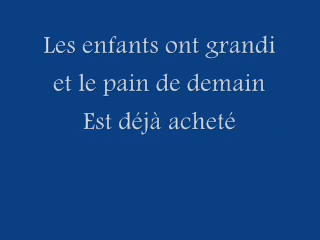 Les enfants ont grandi
et le pain de demain
Est déjà acheté